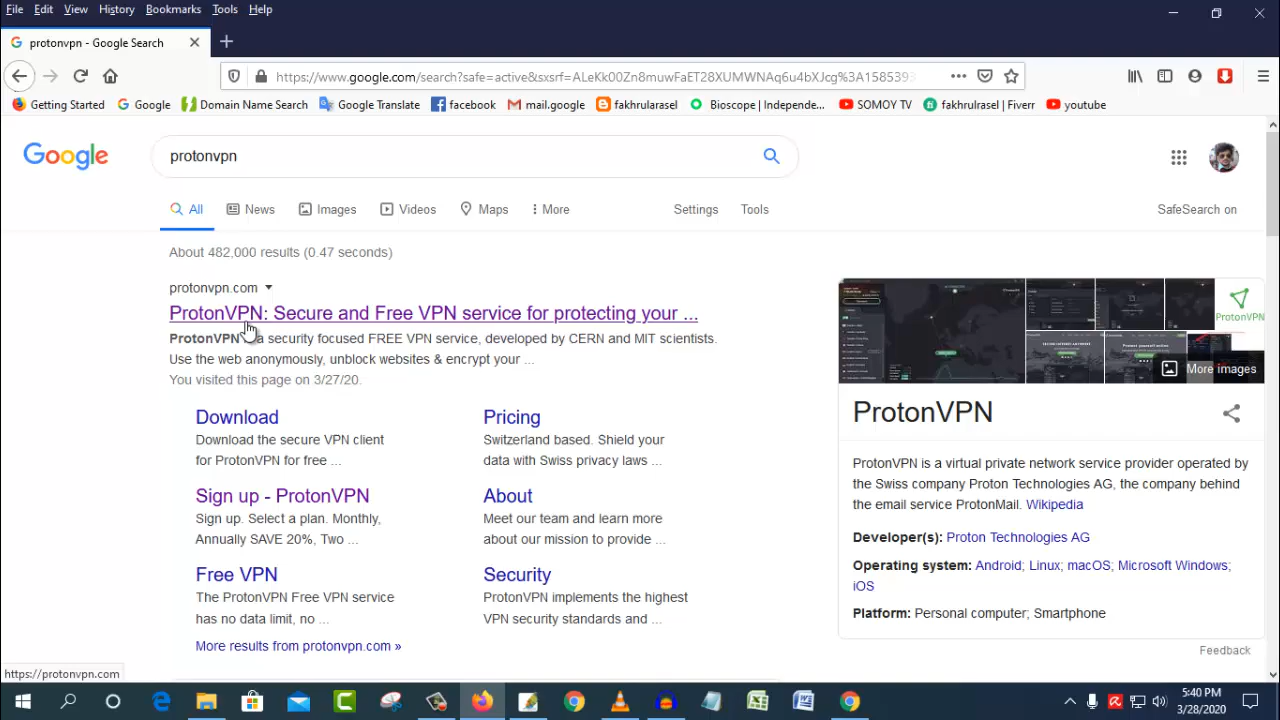 File Edit View History Bookmarks Tools Help
protonvpn - Google Search
https://www.google.com/search?safe=active&sxsrf=ALeKk00Zn8muwFaET28XUMWNAq6u4bXJcg%3A1585393
Getting Started Google Domain Name Search Google Translate facebook mail.google fakhrularasel Buyscope | Independe... SOMOY TV fakhrulrasel | Fiverr youtube
Google
protonvpn
All News Images Videos Maps More Settings Tools SafeSearch on
About 482,000 results (0.47 seconds)
protonvpn.com
ProtonVPN: Secure and Free VPN service for protecting your ...
ProtonVPN a security focused FREE VPN service, developed by CERN and MIT scientists.
Use the web anonymously, unblock websites & encrypt your ...
You visited this page on 3/27/20.
Download
Download the secure VPN client
for ProtonVPN for free ...
Pricing
Switzerland based. Shield your
data with Swiss privacy laws ...
Sign up - ProtonVPN
Sign up. Select a plan. Monthly,
Annually SAVE 20%, Two ...
About
Meet our team and learn more
about our mission to provide ...
Free VPN
The ProtonVPN Free VPN service
has no data limit, no ...
Security
ProtonVPN implements the highest
VPN security standards and ...
More results from protonvpn.com »
ProtonVPN
More images
ProtonVPN
ProtonVPN is a virtual private network service provider operated by
the Swiss company Proton Technologies AG, the company behind
the email service ProtonMail. Wikipedia
Developer(s): Proton Technologies AG
Operating system: Android; Linux; macOS; Microsoft Windows;
iOS
Platform: Personal computer; Smartphone
Feedback
https://protonvpn.com
5:40 PM
3/28/2020